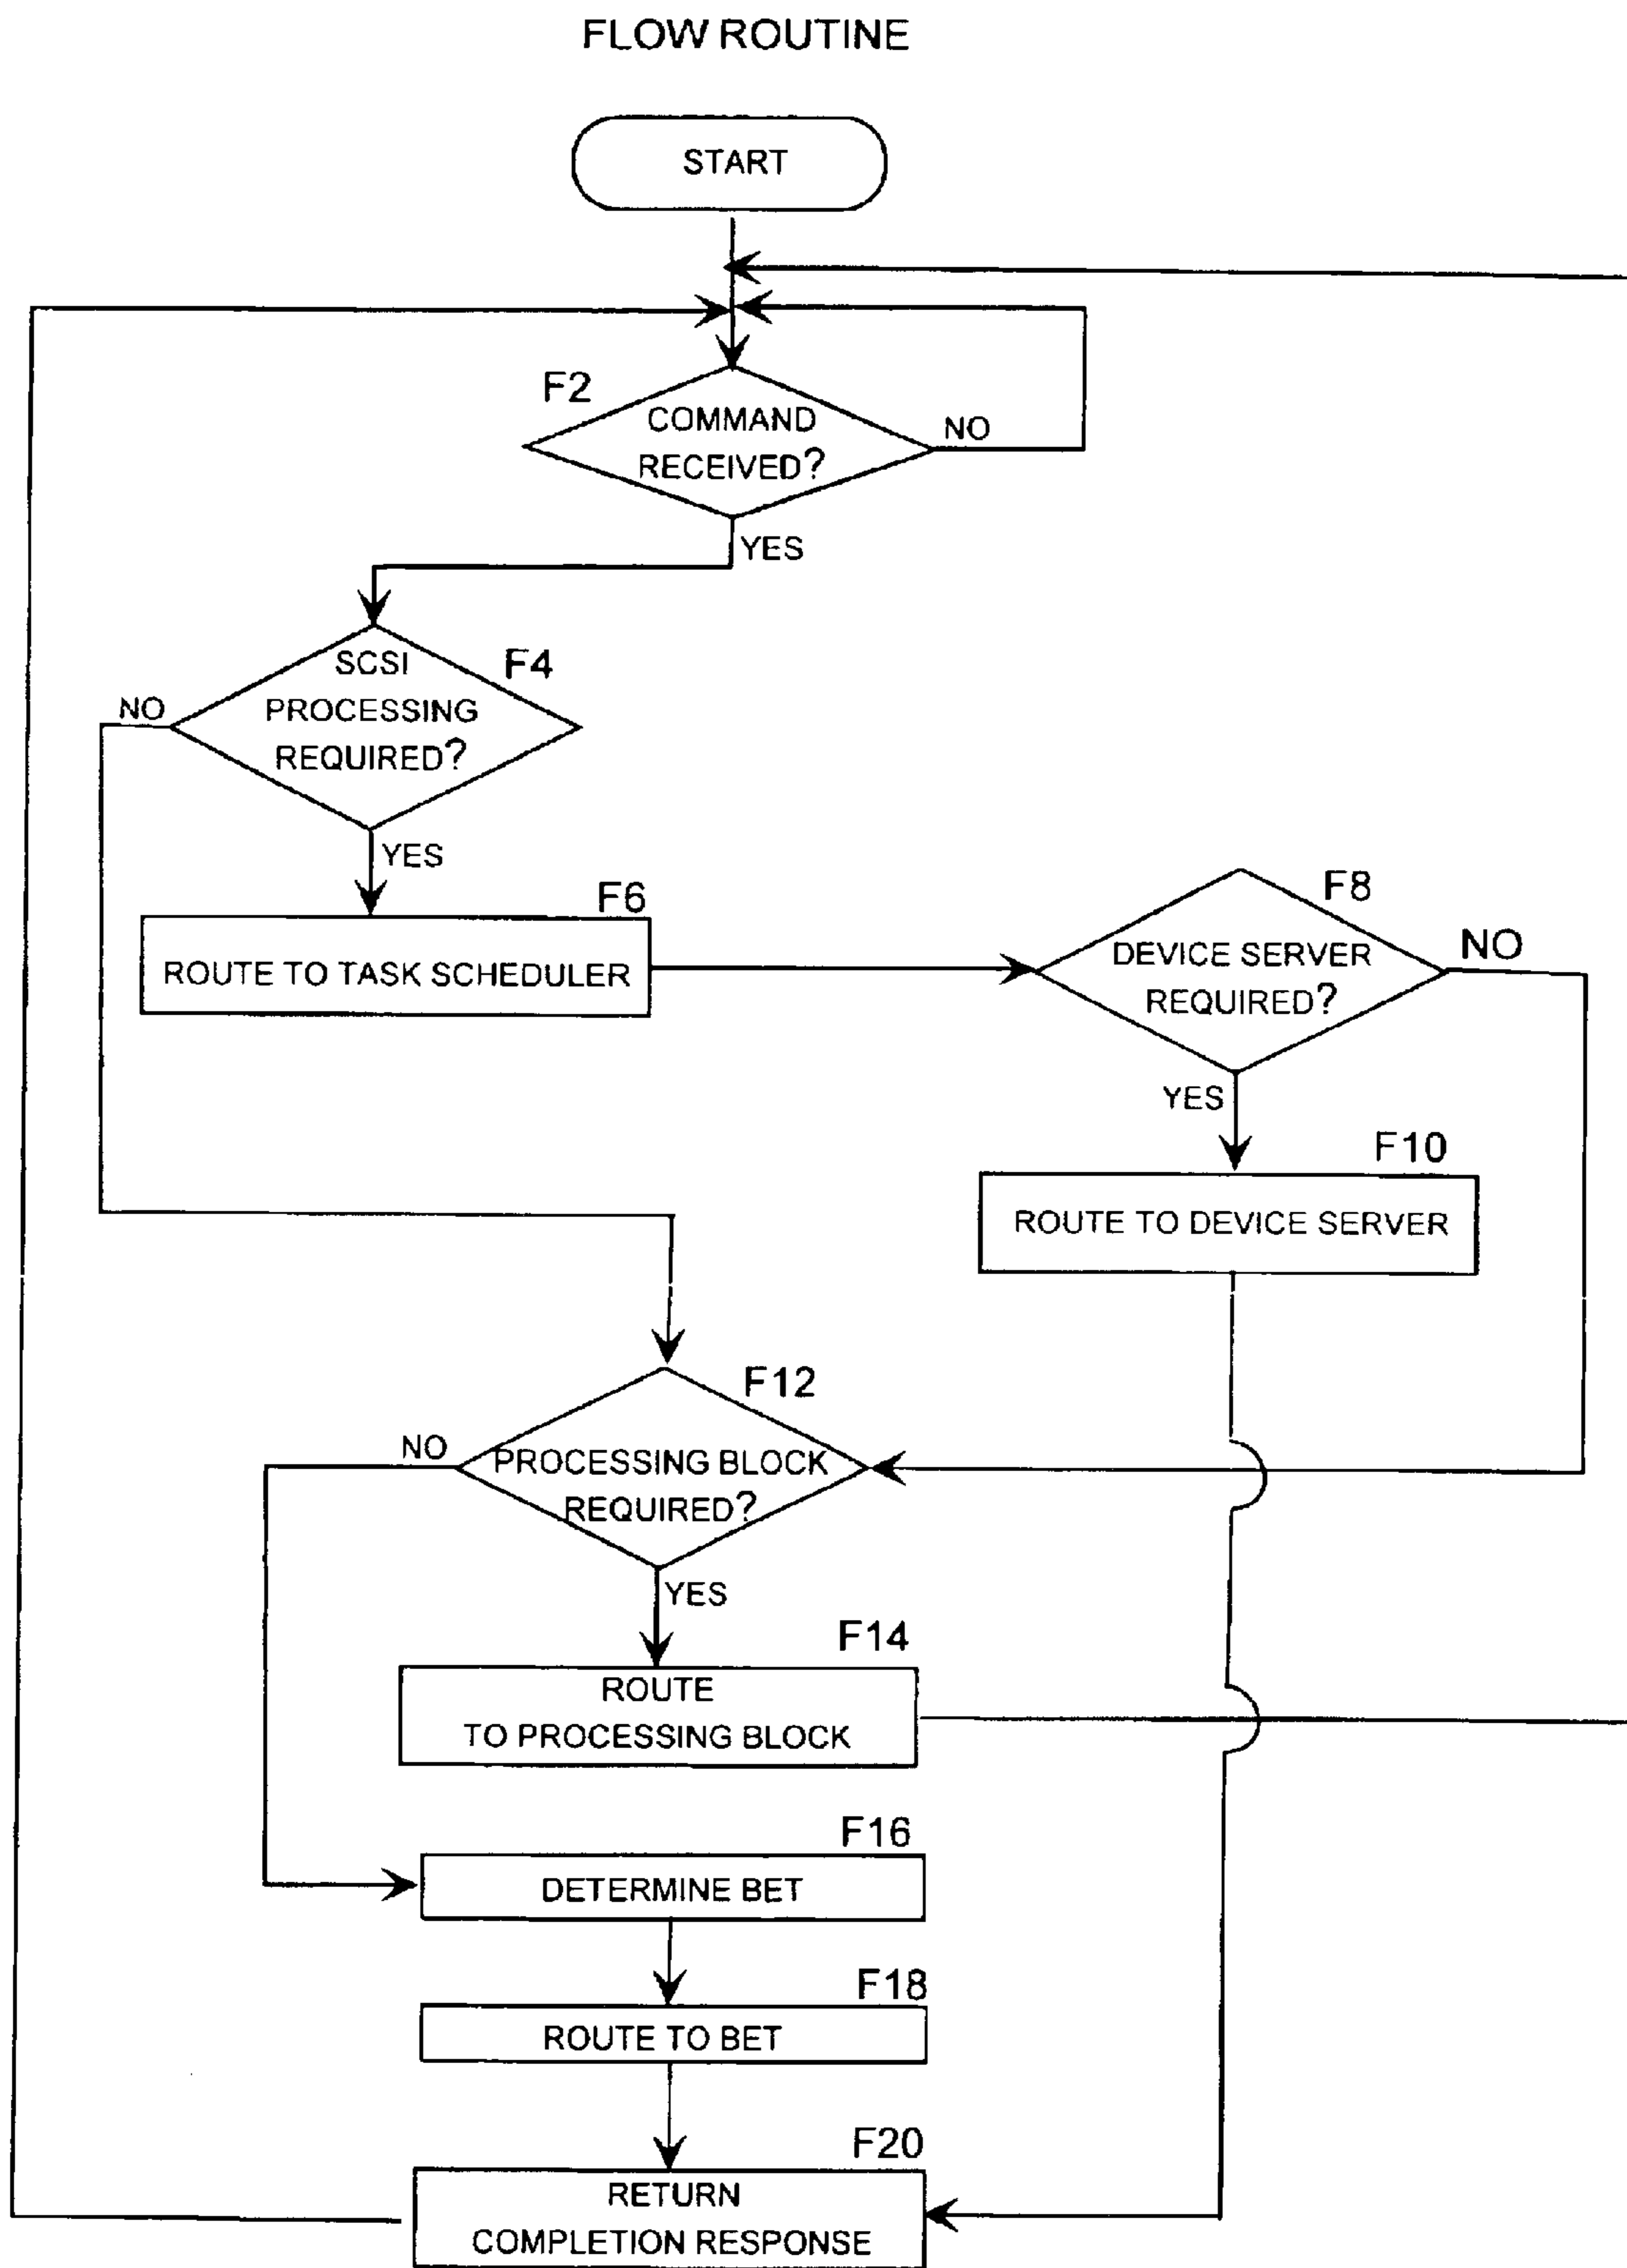 FLOW ROUTINE
START
F2
COMMAND
RECEIVED?
NO
YES
SCSI
PROCESSING
REQUIRED?
F4
NO
YES
F6
ROUTE TO TASK SCHEDULER
F8
DEVICE SERVER
REQUIRED?
NO
YES
F10
ROUTE TO DEVICE SERVER
F12
PROCESSING BLOCK
REQUIRED?
NO
YES
F14
ROUTE
TO PROCESSING BLOCK
F16
DETERMINE BET
F18
ROUTE TO BET
F20
RETURN
COMPLETION RESPONSE